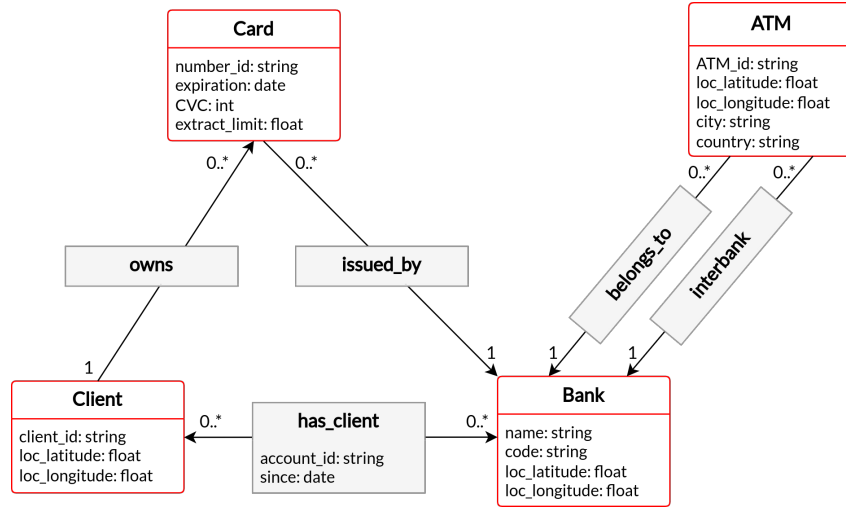 Card
number_id: string
expiration: date
CVC: int
extract_limit: float
ATM
ATM_id: string
loc_latitude: float
loc_longitude: float
city: string
country: string
0..*
0..*
0..*
0..*
owns
issued_by
belongs_to
interbank
1
1
1
1
Client
client_id: string
loc_latitude: float
loc_longitude: float
0..*
has_client
account_id: string
since: date
0..*
Bank
name: string
code: string
loc_latitude: float
loc_longitude: float